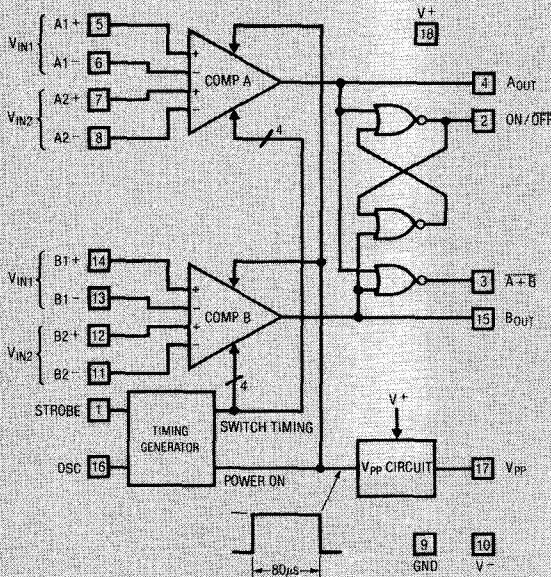 V+
18
VIN1
A1+ 5
A1- 6
VIN2
A2+ 7
A2- 8
+
-
+
-
COMP A
4
4 AOUT
2 ON/OFF
3 A+B
15 BOUT
VIN1
B1+ 14
B1- 13
VIN2
B2+ 12
B2- 11
+
-
+
-
COMP B
4
STROBE 1
OSC 16
TIMING
GENERATOR
SWITCH TIMING
POWER ON
V+
VPP CIRCUIT
17 VPP
80µs
9
GND
10
V-